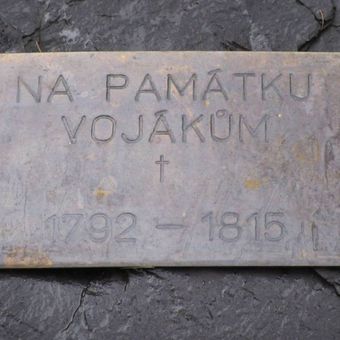 NA PAMÁTKU
VOJÁKŮM
†
1792 – 1815